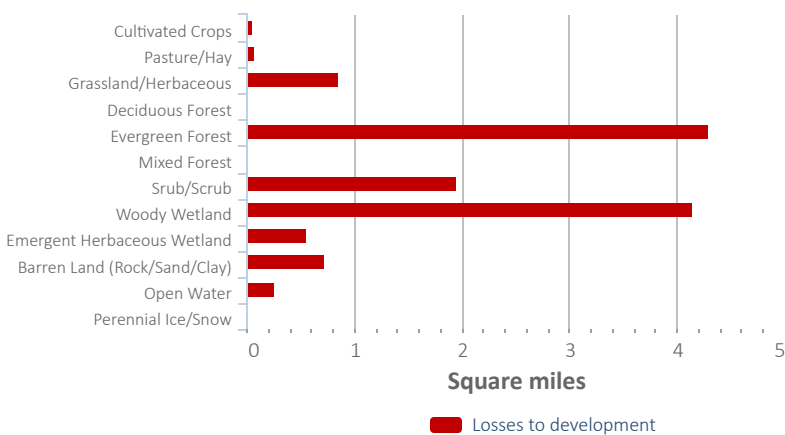 Cultivated Crops
Pasture/Hay
Grassland/Herbaceous
Deciduous Forest
Evergreen Forest
Mixed Forest
Srub/Scrub
Woody Wetland
Emergent Herbaceous Wetland
Barren Land (Rock/Sand/Clay)
Open Water
Perennial Ice/Snow
0 1 2 3 4 5
Square miles
Losses to development